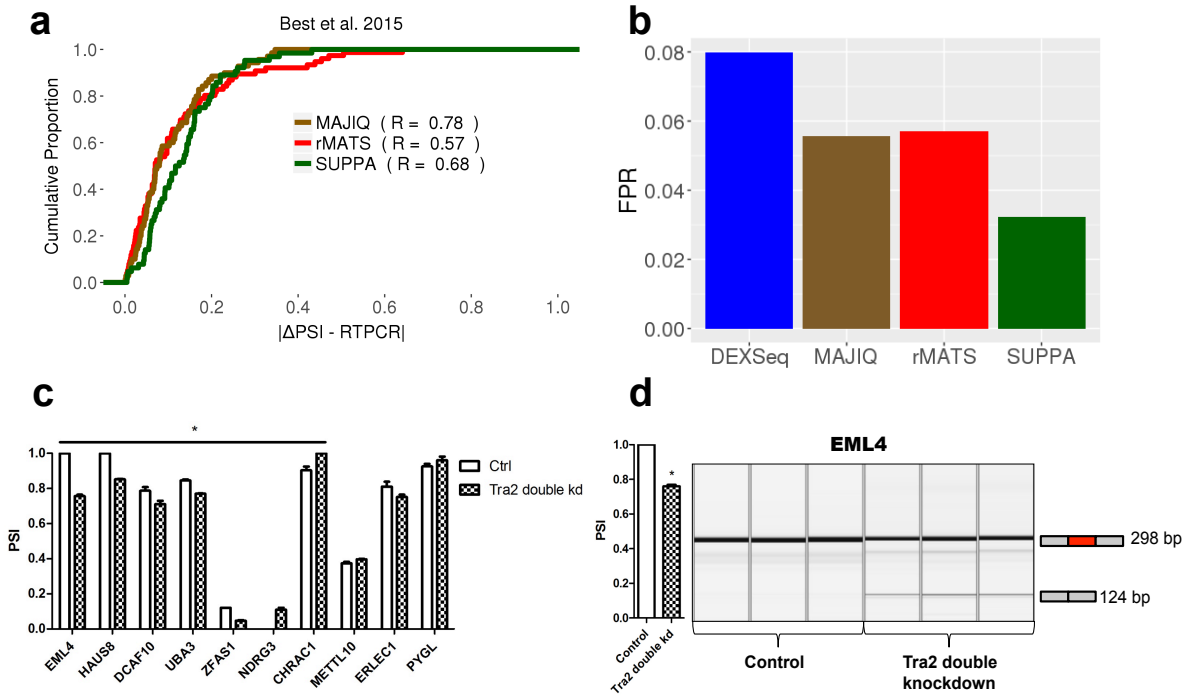 a
Best et al. 2015
1.0
0.8
0.6
0.4
0.2
0.0
Cumulative Proportion
MAJIQ ( R = 0.78 )
rMATS ( R = 0.57 )
SUPPA ( R = 0.68 )
0.0 0.2 0.4 0.6 0.8 1.0
|ΔPSI - RTPCR|
b
0.08
0.06
0.04
0.02
0.00
FPR
DEXSeq MAJIQ rMATS SUPPA
c
*
1.0
0.8
0.6
0.4
0.2
0.0
PSI
Ctrl
Tra2 double kd
EML4 HAUS8 DCAF10 UBA3 ZFAS1 NDRG3 CHRAC1 METTL10 ERLEC1 PYGL
d
EML4
1.0
0.8
0.6
0.4
0.2
0.0
PSI
*
Control
Tra2 double kd
298 bp
124 bp
Control
Tra2 double
knockdown